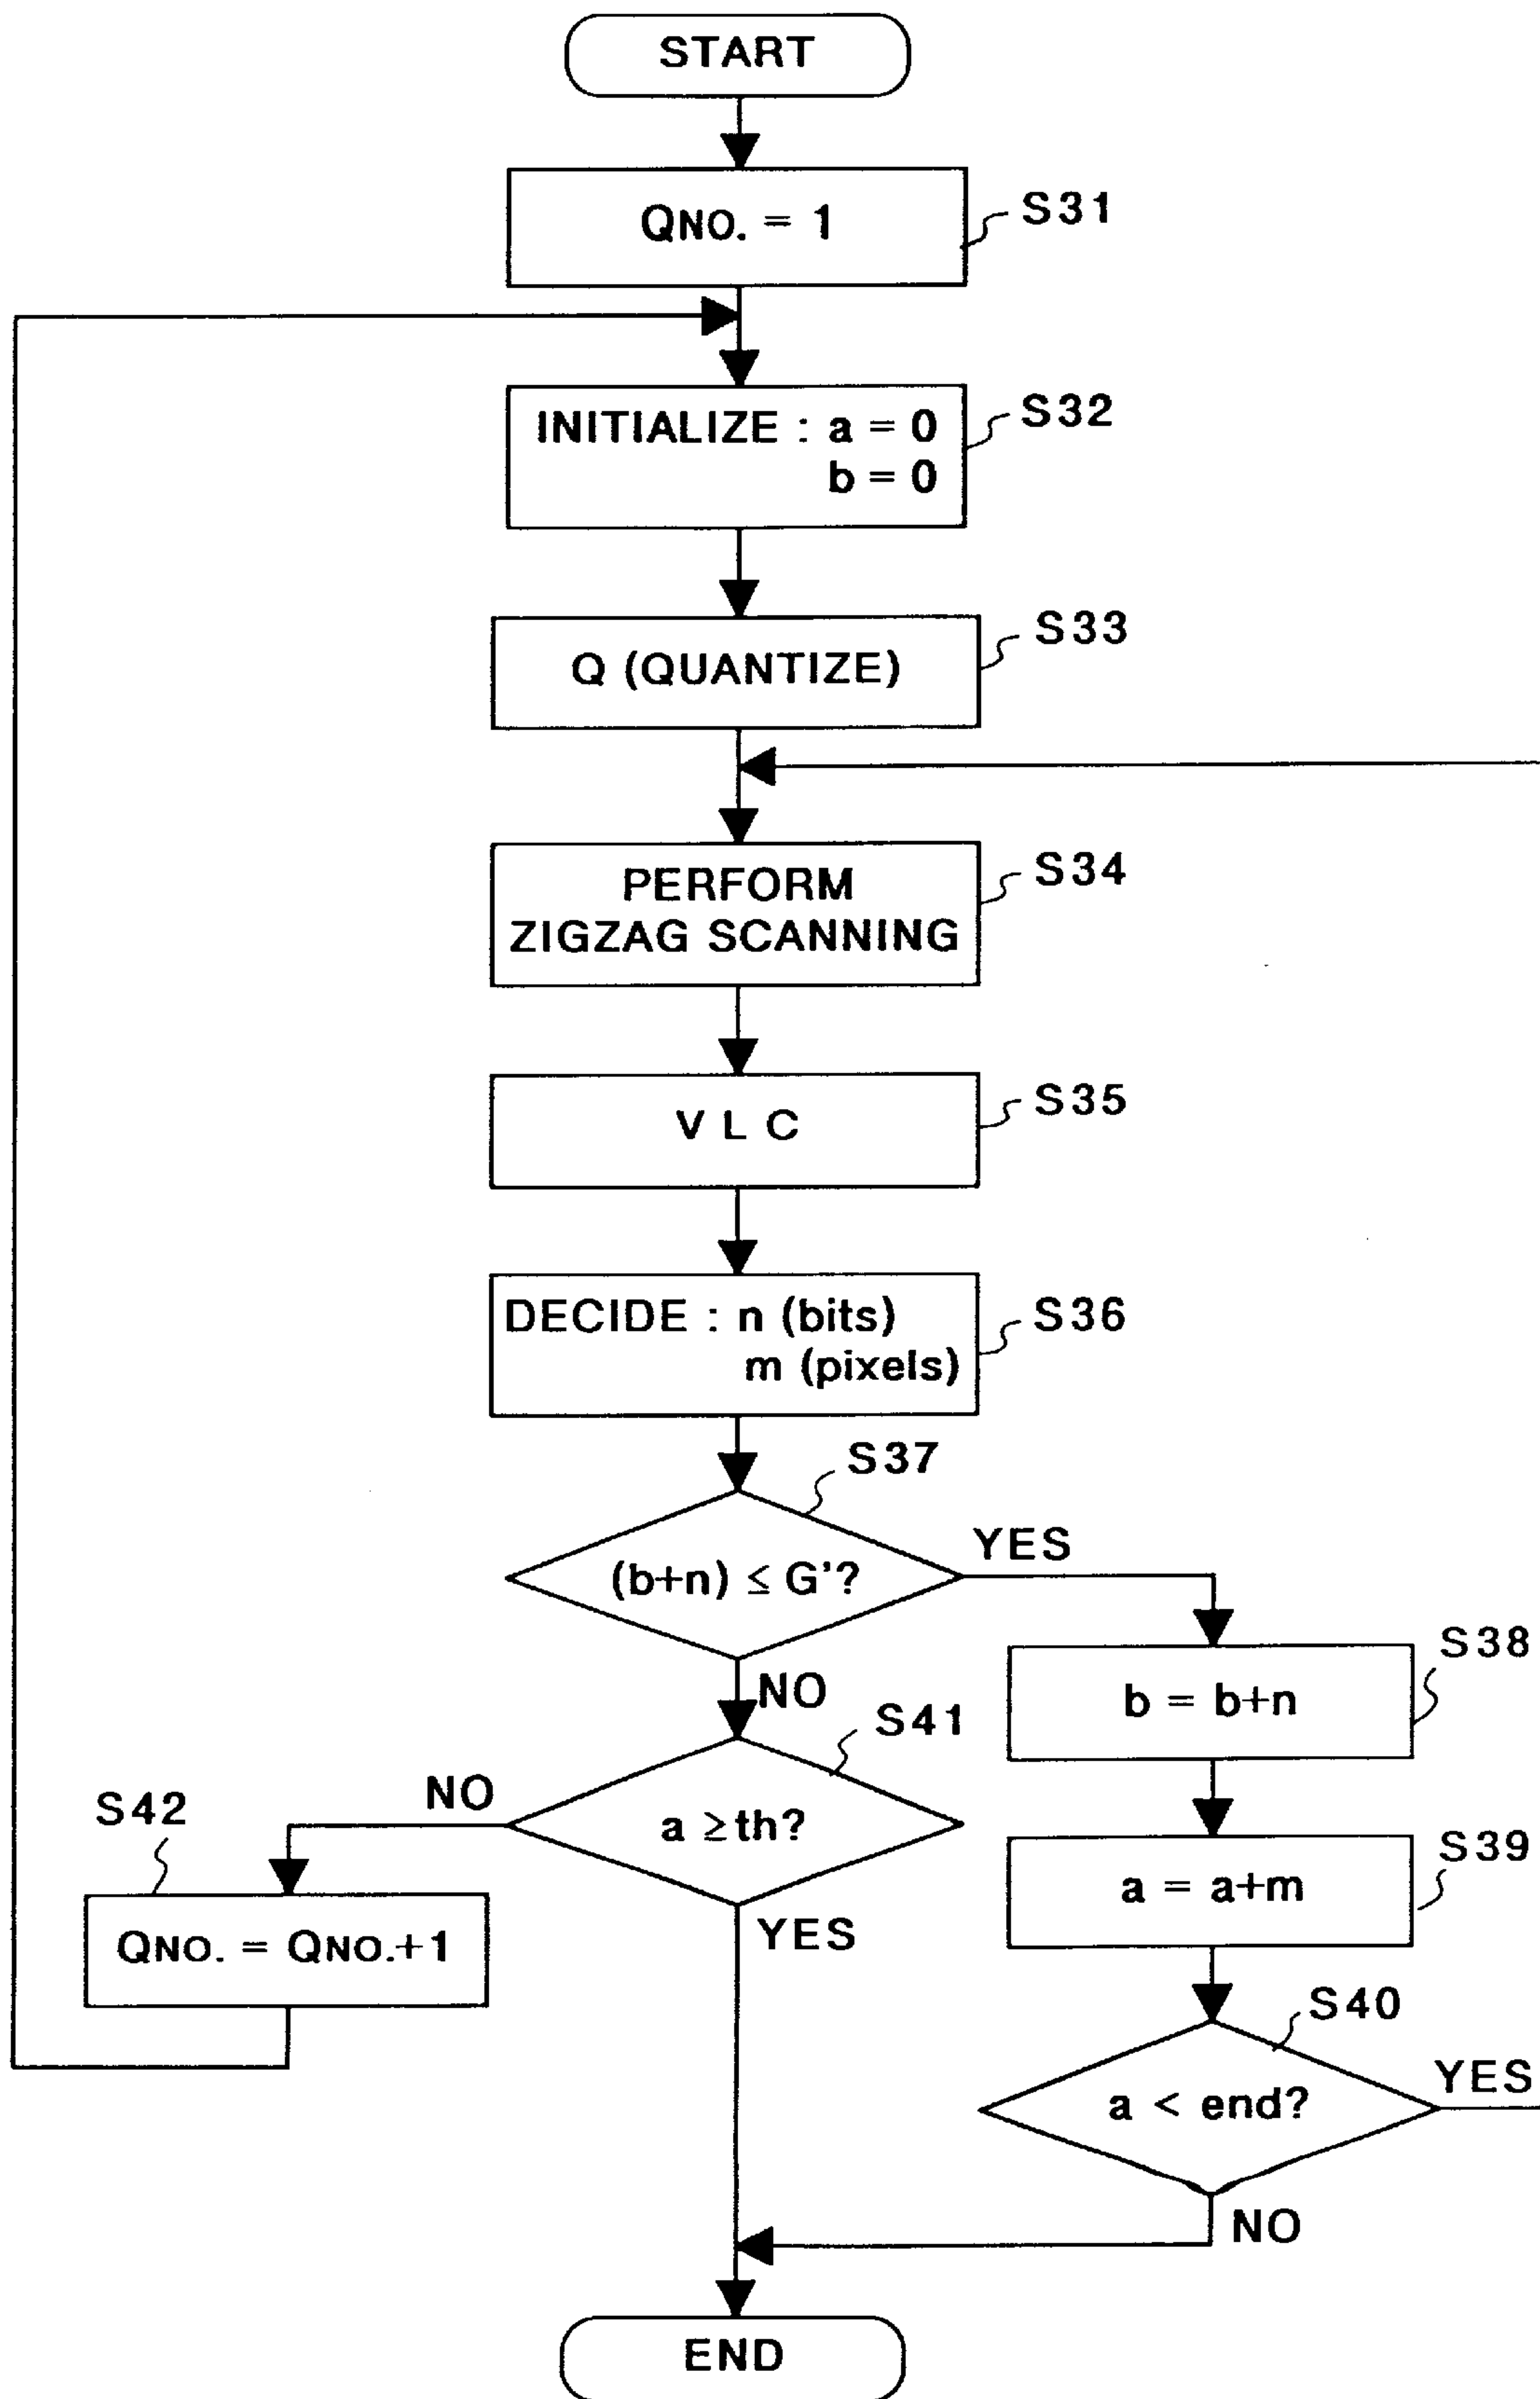 START
QNO. = 1
S31
INITIALIZE : a = 0
b = 0
S32
Q (QUANTIZE)
S33
PERFORM
ZIGZAG SCANNING
S34
V L C
S35
DECIDE : n (bits)
m (pixels)
S36
S37
(b+n) ≤ G'?
YES
NO
S38
b = b+n
S41
a ≥ th?
NO
YES
S42
QNO. = QNO.+1
S39
a = a+m
S40
a < end?
YES
NO
END